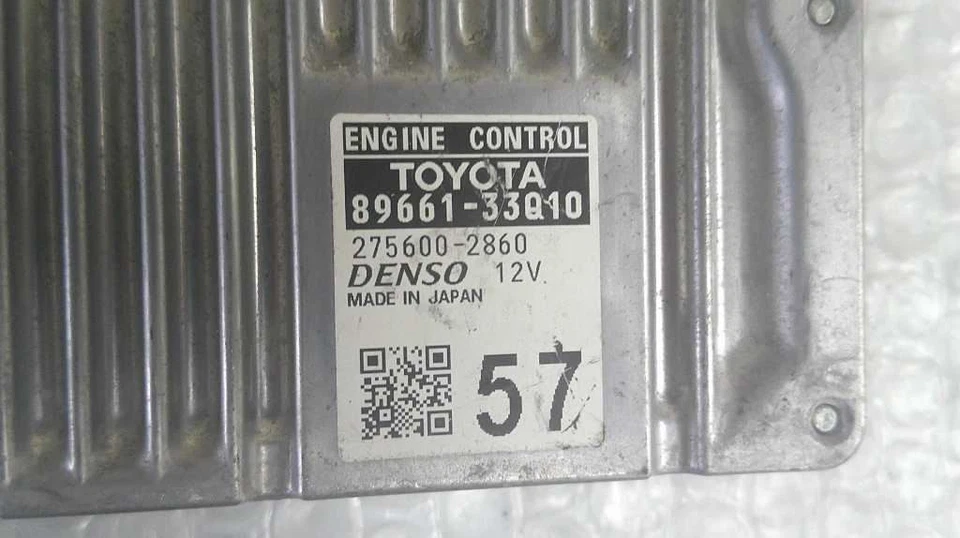 ENGINE CONTROL
TOYOTA
89661-33Q10
275600-2860
DENSO 12V
MADE IN JAPAN
57